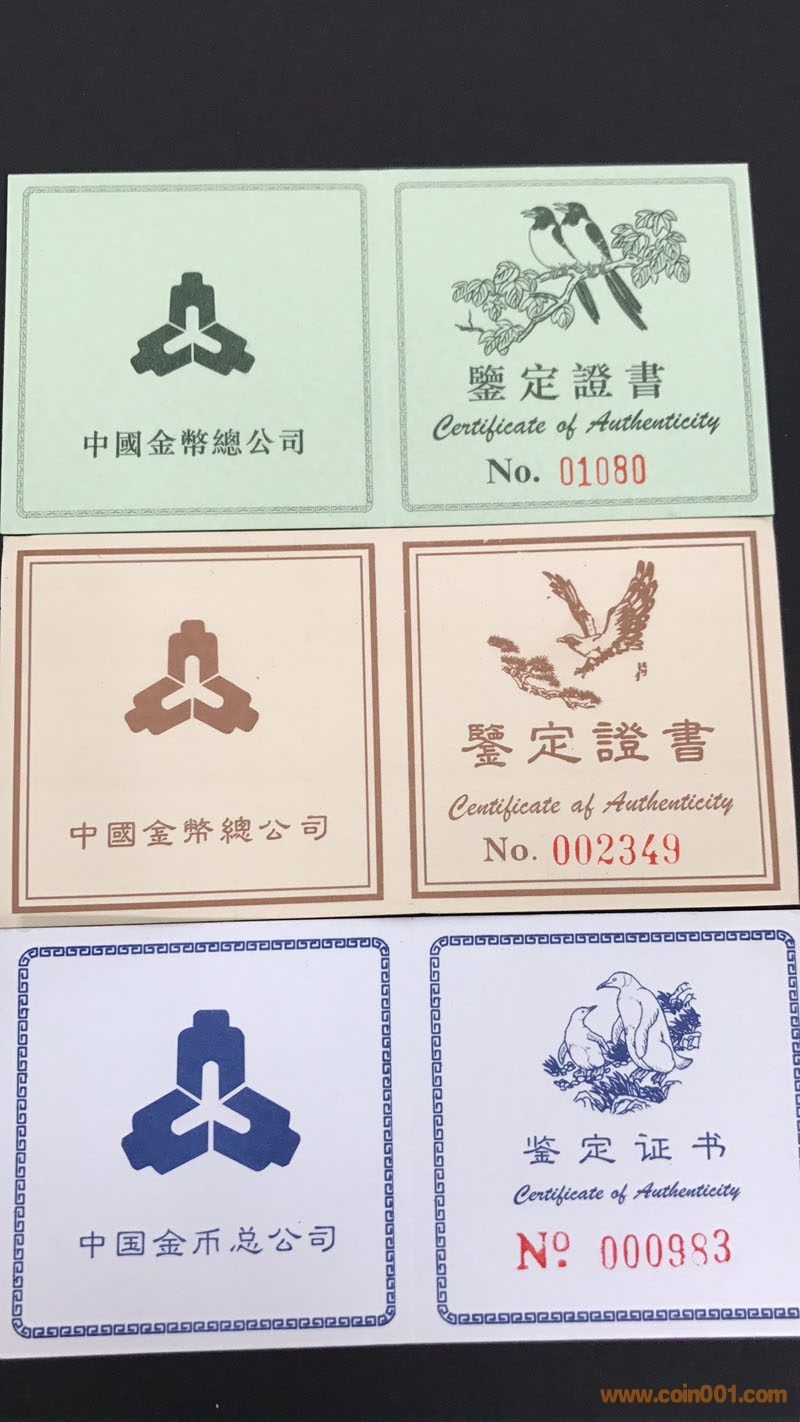 中國金幣總公司
鑒定證書
Certificate of Authenticity
No. 01080
中國金幣總公司
鑒定證書
Centificate af Authenticity
No. 002349
中国金币总公司
鉴定证书
Certificate of Authenticity
Nº 000983
www.coin001.com